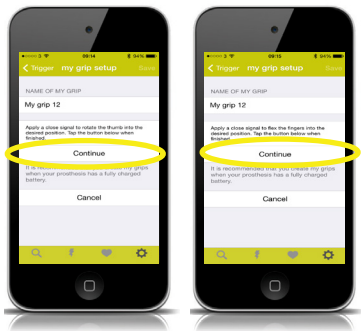 09:14
94%
Trigger my grip setup Save
NAME OF MY GRIP
My grip 12
Apply a close signal to rotate the thumb into the
desired position. Tap the button below when
finished.
Continue
It is recommended that you create my grips
when your prosthesis has a fully charged
battery.
Cancel
09:15
94%
Trigger my grip setup Save
NAME OF MY GRIP
My grip 12
Apply a close signal to flex the fingers into the
desired position. Tap the button below when
finished.
Continue
It is recommended that you create my grips
when your prosthesis has a fully charged
battery.
Cancel